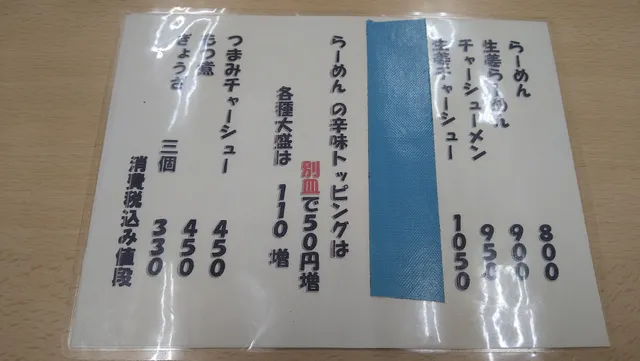 らーめん 800
生姜らーめん 900
チャーシューメン 950
生姜チャーシュー 1050
らーめんの辛味トッピングは
別皿で50円増
各種大盛は 110 増
つまみチャーシュー 450
もつ煮 450
ぎょうざ 三個 330
消費税込み値段